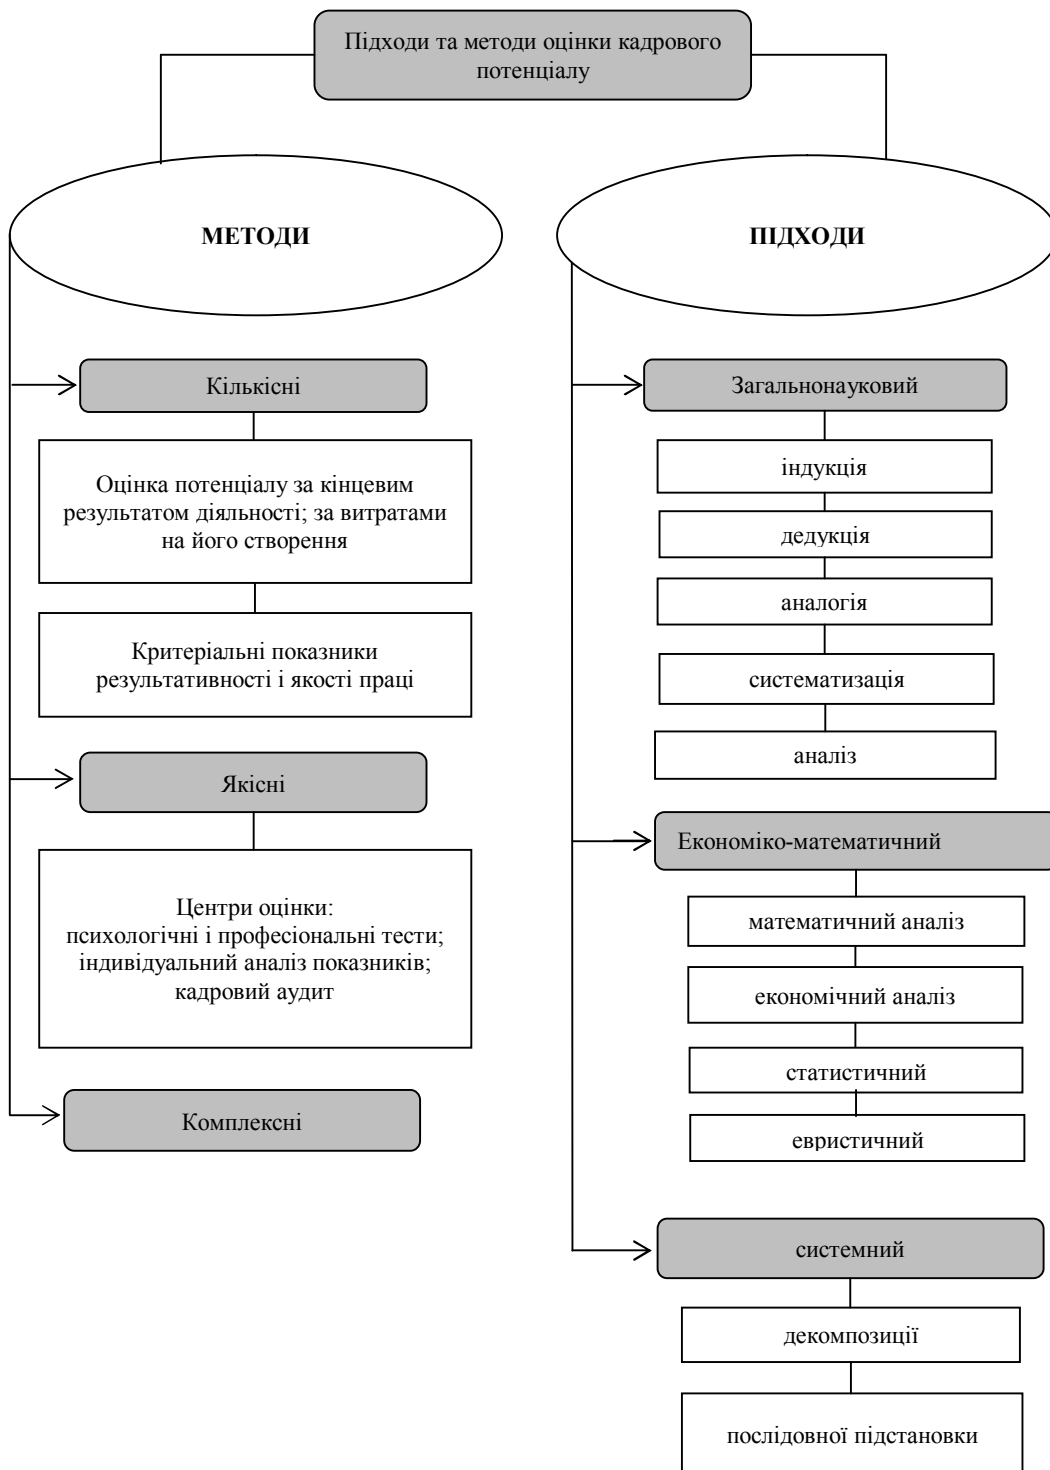 Підходи та методи оцінки кадрового
потенціалу
МЕТОДИ
Кількісні
Оцінка потенціалу за кінцевим
результатом діяльності; за витратами
на його створення
Критеріальні показники
результативності і якості праці
Якісні
Центри оцінки:
психологічні і професіональні тести;
індивідуальний аналіз показників;
кадровий аудит
Комплексні
ПІДХОДИ
Загальнонауковий
індукція
дедукція
аналогія
систематизація
аналіз
Економіко-математичний
математичний аналіз
економічний аналіз
статистичний
евристичний
системний
декомпозиції
послідовної підстановки